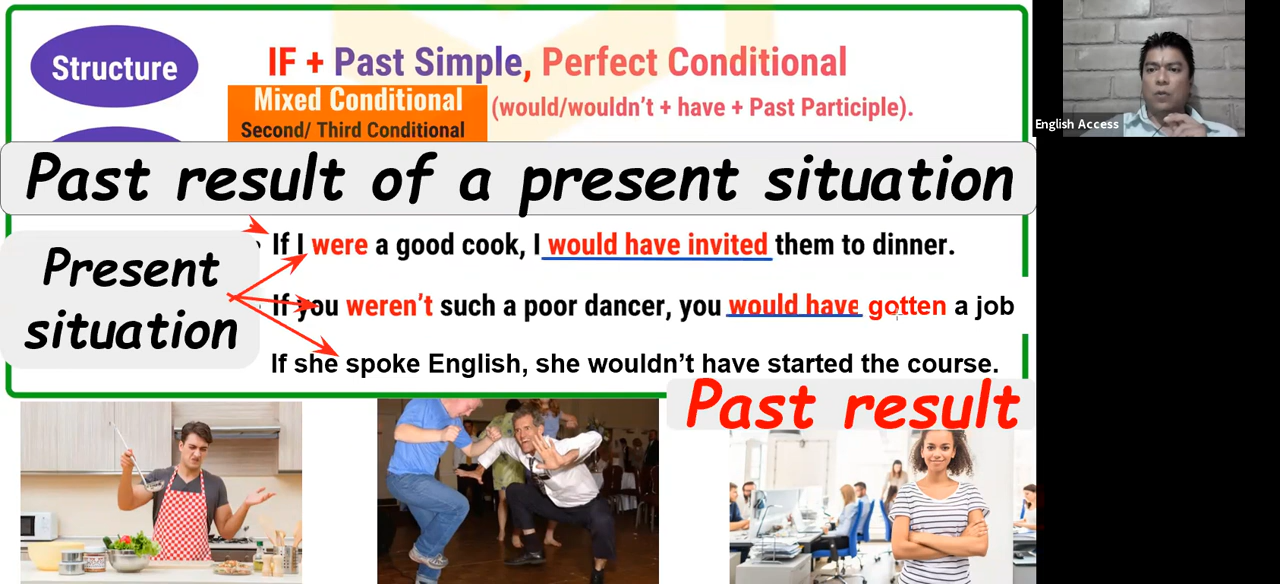 Structure
IF + Past Simple, Perfect Conditional
Mixed Conditional
(would/wouldn't + have + Past Participle).
Second/ Third Conditional
English Access
Past result of a present situation
If I were a good cook, I would have invited them to dinner.
Present
situation
If you weren't such a poor dancer, you would have gotten a job
If she spoke English, she wouldn't have started the course.
Past result